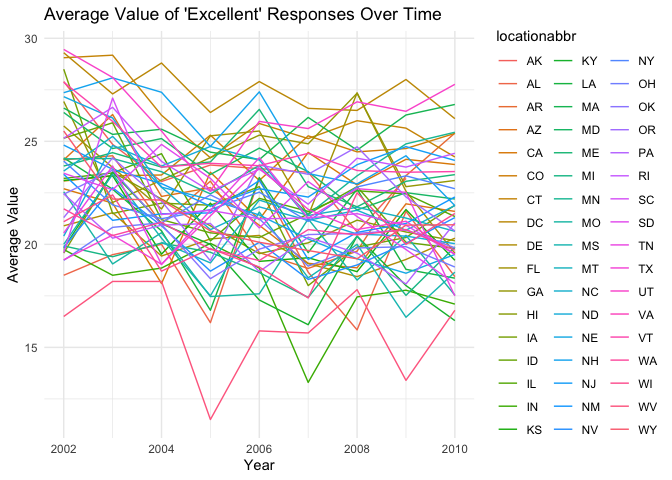 Average Value of 'Excellent' Responses Over Time
30
25
20
15
Average Value
2002 2004 2006 2008 2010
Year
locationabbr
AK KY NY
AL LA OH
AR MA OK
AZ MD OR
CA ME PA
CO MI RI
CT MN SC
DC MO SD
DE MS TN
FL MT TX
GA NC UT
HI ND VA
IA NE VT
ID NH WA
IL NJ WI
IN NM WV
KS NV WY